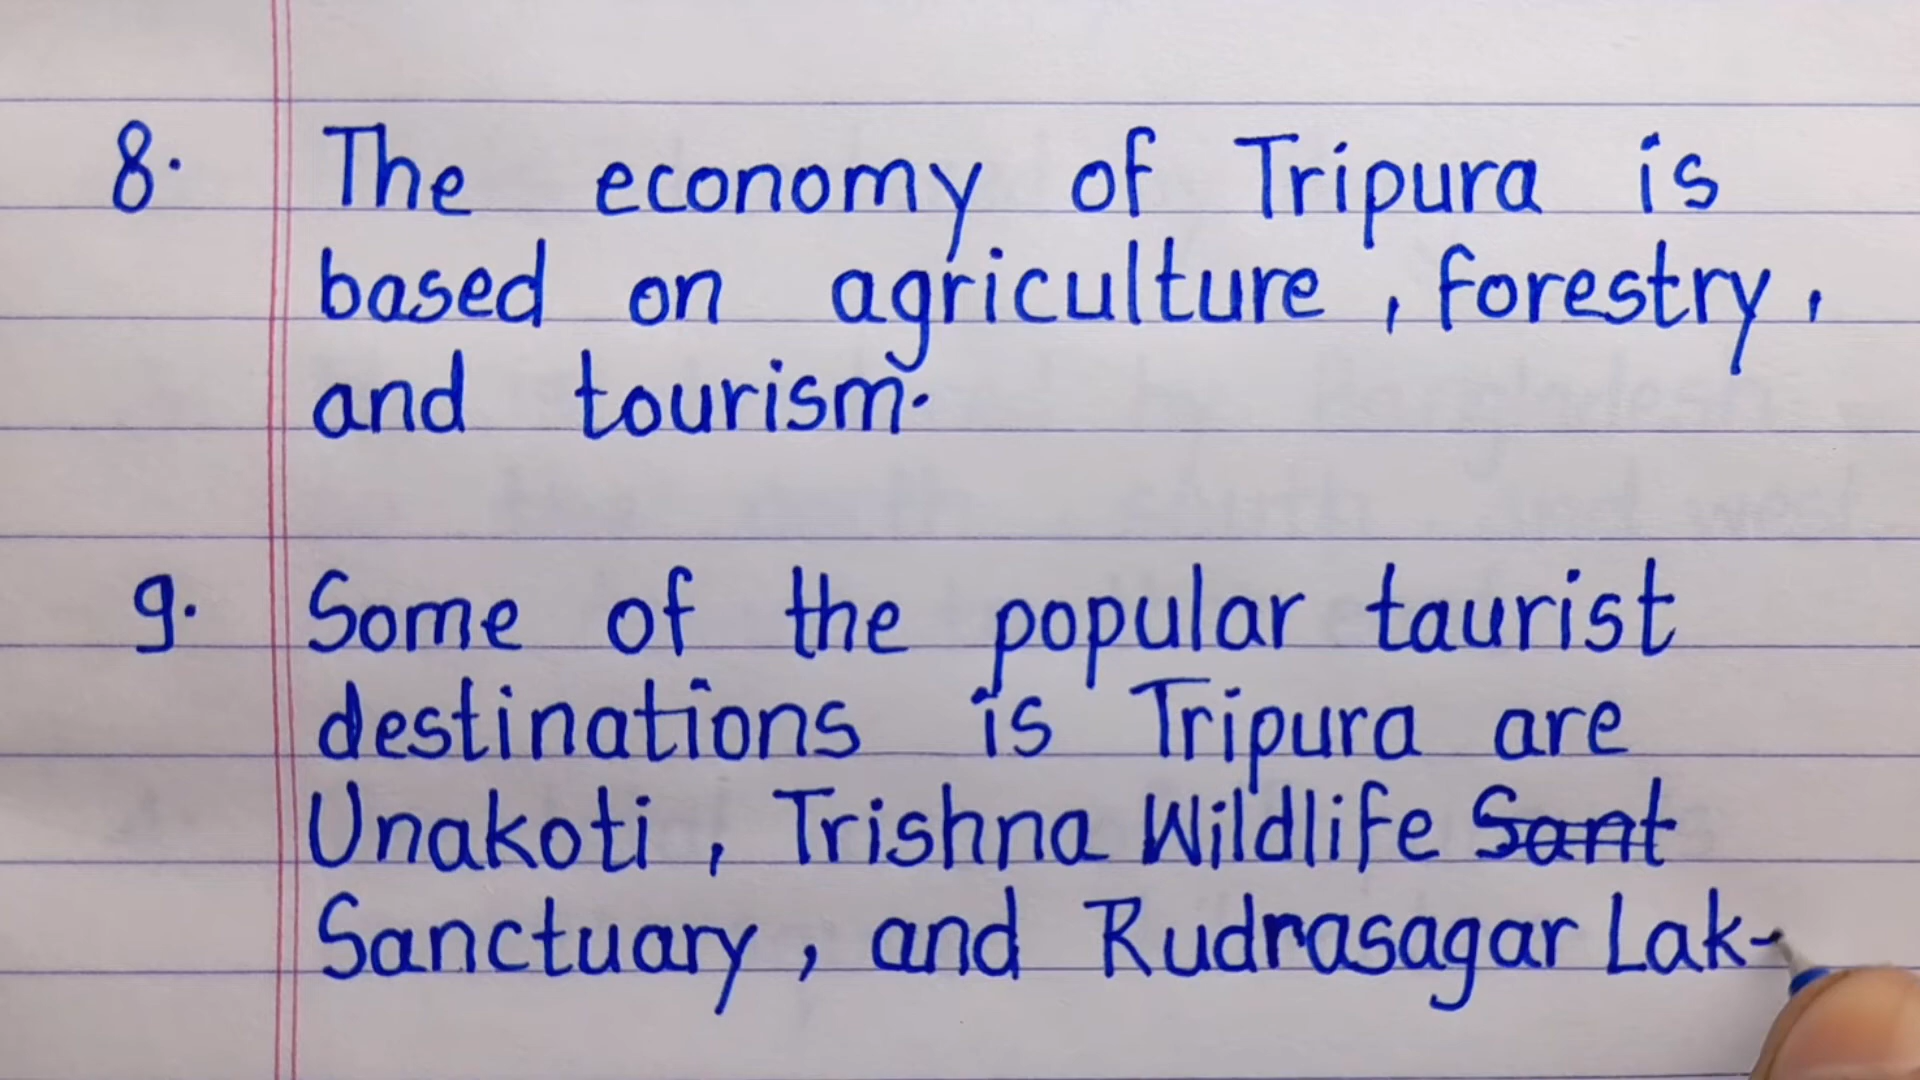 8. The economy of Tripura is
based on agriculture, forestry,
and tourism.
9. Some of the popular taurist
destinations is Tripura are
Unakoti, Trishna Wildlife Sant
Sanctuary, and Rudrasagar Lak-